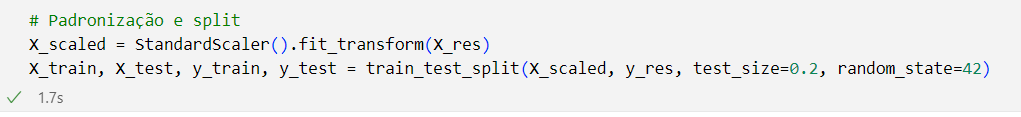 # Padronização e split
X_scaled = StandardScaler().fit_transform(X_res)
X_train, X_test, y_train, y_test = train_test_split(X_scaled, y_res, test_size=0.2, random_state=42)
✓ 1.7s